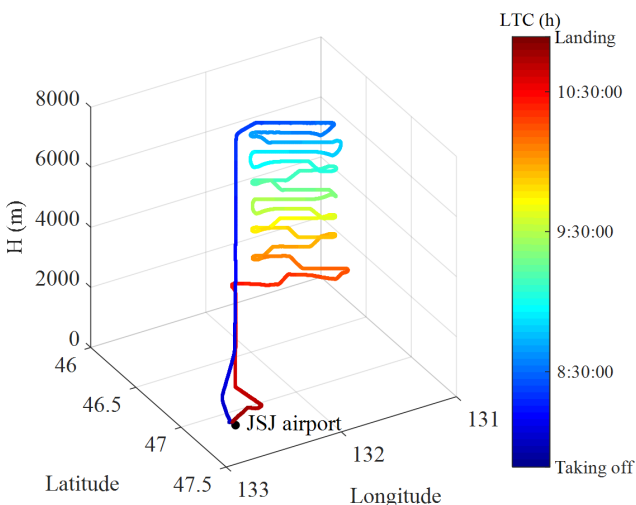 LTC (h)
Landing
10:30:00
9:30:00
8:30:00
Taking off
8000
6000
4000
2000
0
H (m)
46
46.5
47
47.5
Latitude
133
132
131
Longitude
JSJ airport